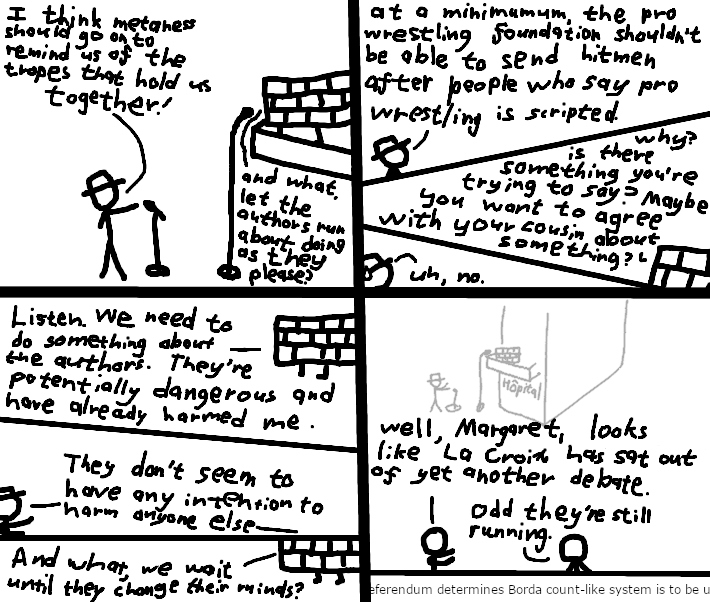 I think metaness
should go on to
remind us of the
tropes that hold us
together!
and what,
let the
authors run
about doing
as they
please?
at a minimumum, the pro
wrestling foundation shouldn't
be able to send hitmen
after people who say pro
wrestling is scripted.
why?
is there
something you're
trying to say? Maybe
you want to agree
with your cousin about
something?
uh, no.
Listen. We need to
do something about
the authors. They're
potentially dangerous and
have already harmed me.
They don't seem to
have any intention to
harm anyone else
And what, we wait
until they change their minds?
Hôpital
well, Margaret, looks
like La Croix has sat out
of yet another debate.
Odd they're still
running.
eferendum determines Borda count-like system is to be u